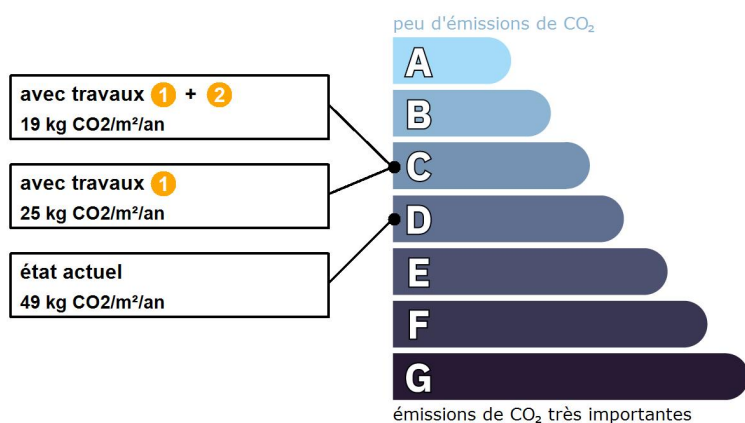 peu d'émissions de CO₂
A
avec travaux 1 + 2
19 kg CO2/m²/an
B
C
avec travaux 1
25 kg CO2/m²/an
D
état actuel
49 kg CO2/m²/an
E
F
G
émissions de CO₂ très importantes